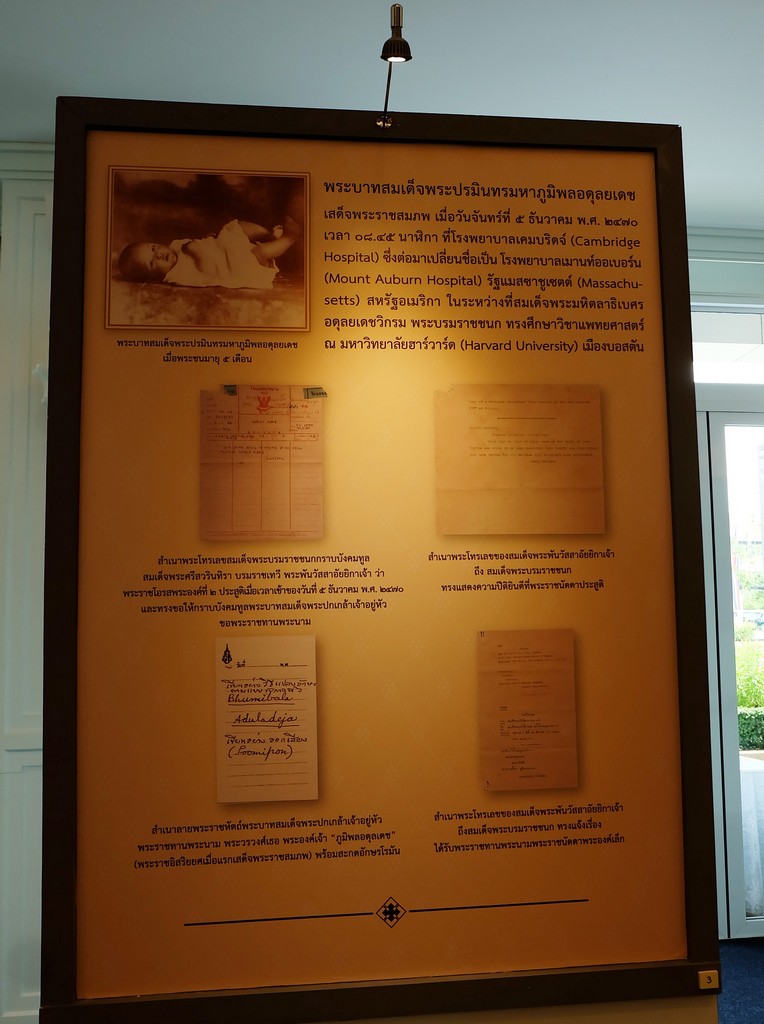 พระบาทสมเด็จพระปรมินทรมหาภูมิพลอดุลยเดช
เสด็จพระราชสมภพ เมื่อวันจันทร์ที่ ๕ ธันวาคม พ.ศ. ๒๔๗๐
เวลา ๐๘.๔๕ นาฬิกา ที่โรงพยาบาลเคมบริดจ์ (Cambridge
Hospital) ซึ่งต่อมาเปลี่ยนชื่อเป็น โรงพยาบาลเมานท์ออเบอร์น
(Mount Auburn Hospital) รัฐแมสซาชูเซตต์ (Massachu-
setts) สหรัฐอเมริกา ในระหว่างที่สมเด็จพระมหิตลาธิเบศร
อดุลยเดชวิกรม พระบรมราชชนก ทรงศึกษาวิชาแพทยศาสตร์
ณ มหาวิทยาลัยฮาร์วาร์ด (Harvard University) เมืองบอสตัน
พระบาทสมเด็จพระปรมินทรมหาภูมิพลอดุลยเดช
เมื่อพระชนมายุ ๕ เดือน
สำเนาพระโทรเลขสมเด็จพระบรมราชชนกกราบบังคมทูล
สมเด็จพระศรีสวรินทิรา บรมราชเทวี พระพันวัสสาอัยยิกาเจ้า ว่า
พระราชโอรสพระองค์ที่ ๒ ประสูติเมื่อเวลาเช้าของวันที่ ๕ ธันวาคม พ.ศ. ๒๔๗๐
และทรงขอให้กราบบังคมทูลพระบาทสมเด็จพระปกเกล้าเจ้าอยู่หัว
ขอพระราชทานพระนาม
สำเนาพระโทรเลขของสมเด็จพระพันวัสสาอัยยิกาเจ้า
ถึง สมเด็จพระบรมราชชนก
ทรงแสดงความปีติยินดีที่พระราชนัดดาประสูติ
วันที่
Bhumibala
Aduladeja
เขียนอย่าง ออกเสียง
(Poomipon)
สำเนาลายพระราชหัตถ์พระบาทสมเด็จพระปกเกล้าเจ้าอยู่หัว
พระราชทานพระนาม พระวรวงศ์เธอ พระองค์เจ้า "ภูมิพลอดุลเดช"
(พระราชอิสริยยศเมื่อแรกเสด็จพระราชสมภพ) พร้อมสะกดอักษรโรมัน
สำเนาพระโทรเลขของสมเด็จพระพันวัสสาอัยยิกาเจ้า
ถึงสมเด็จพระบรมราชชนก ทรงแจ้งเรื่อง
ได้รับพระราชทานพระนามพระราชนัดดาพระองค์เล็ก
3